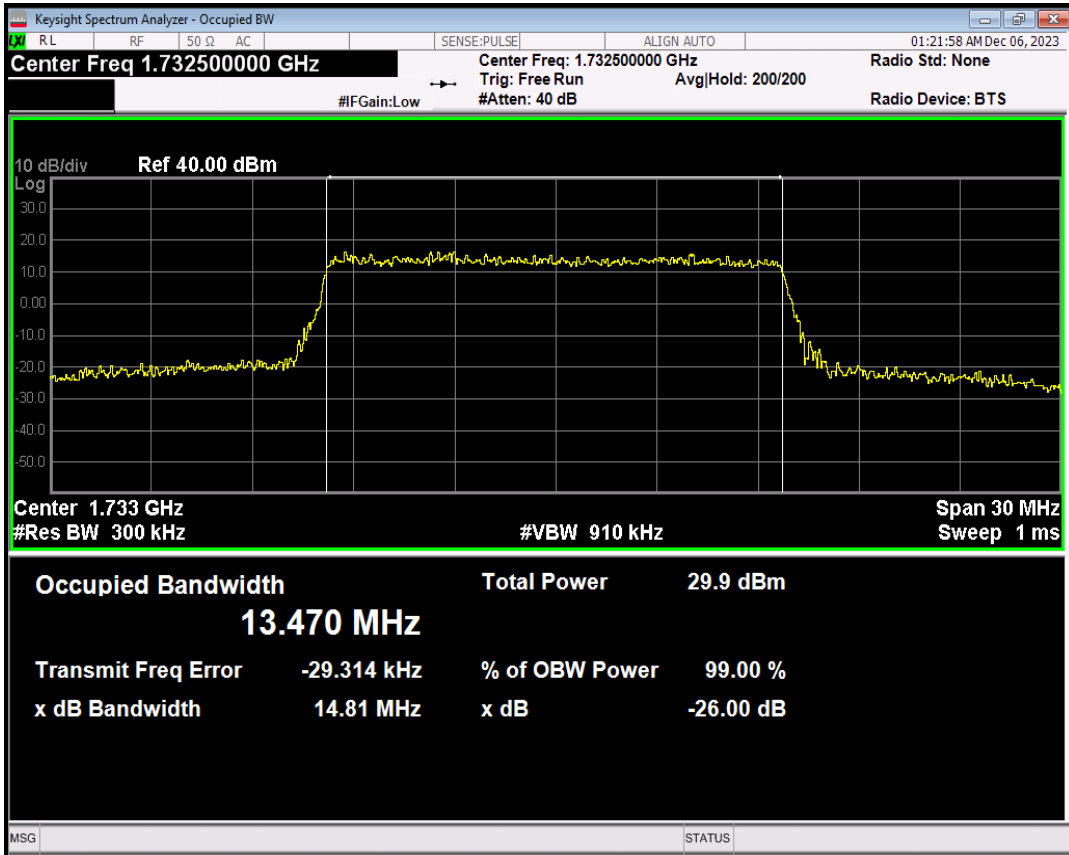 Keysight Spectrum Analyzer - Occupied BW
LXI RL RF 50 Ω AC SENSE:PULSE ALIGN AUTO 01:21:58 AM Dec 06, 2023
Center Freq 1.732500000 GHz Center Freq: 1.732500000 GHz Radio Std: None
Trig: Free Run Avg|Hold: 200/200
#IFGain:Low #Atten: 40 dB Radio Device: BTS
10 dB/div Ref 40.00 dBm
Log
30.0
20.0
10.0
0.00
-10.0
-20.0
-30.0
-40.0
-50.0
Center 1.733 GHz Span 30 MHz
#Res BW 300 kHz #VBW 910 kHz Sweep 1 ms
Occupied Bandwidth Total Power 29.9 dBm
13.470 MHz
Transmit Freq Error -29.314 kHz % of OBW Power 99.00 %
x dB Bandwidth 14.81 MHz x dB -26.00 dB
MSG STATUS